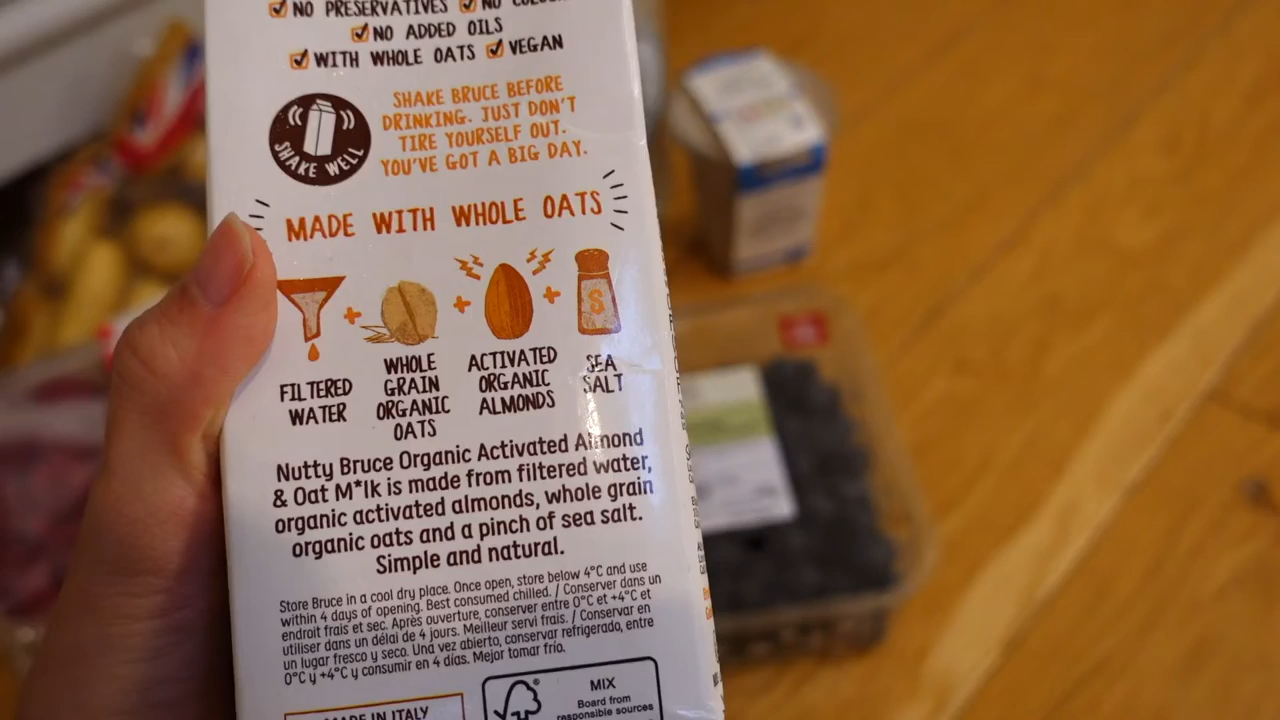 NO PRESERVATIVES NO
NO ADDED OILS
WITH WHOLE OATS VEGAN
SHAKE BRUCE BEFORE
DRINKING. JUST DON'T
TIRE YOURSELF OUT.
YOU'VE GOT A BIG DAY.
SHAKE WELL
MADE WITH WHOLE OATS
S
FILTERED
WATER
WHOLE
GRAIN
ORGANIC
OATS
ACTIVATED
ORGANIC
ALMONDS
SEA
SALT
Nutty Bruce Organic Activated Almond
& Oat M*lk is made from filtered water,
organic activated almonds, whole grain
organic oats and a pinch of sea salt.
Simple and natural.
Store Bruce in a cool dry place. Once open, store below 4°C and use
within 4 days of opening. Best consumed chilled. / Conserver dans un
endroit frais et sec. Après ouverture, conserver entre 0°C et +4°C et
utiliser dans un délai de 4 jours. Meilleur servi frais. / Conservar en
un lugar fresco y seco. Una vez abierto, conservar refrigerado, entre
0°C y +4°C y consumir en 4 días. Mejor tomar frío.
MADE IN ITALY
MIX
Board from
responsible sources